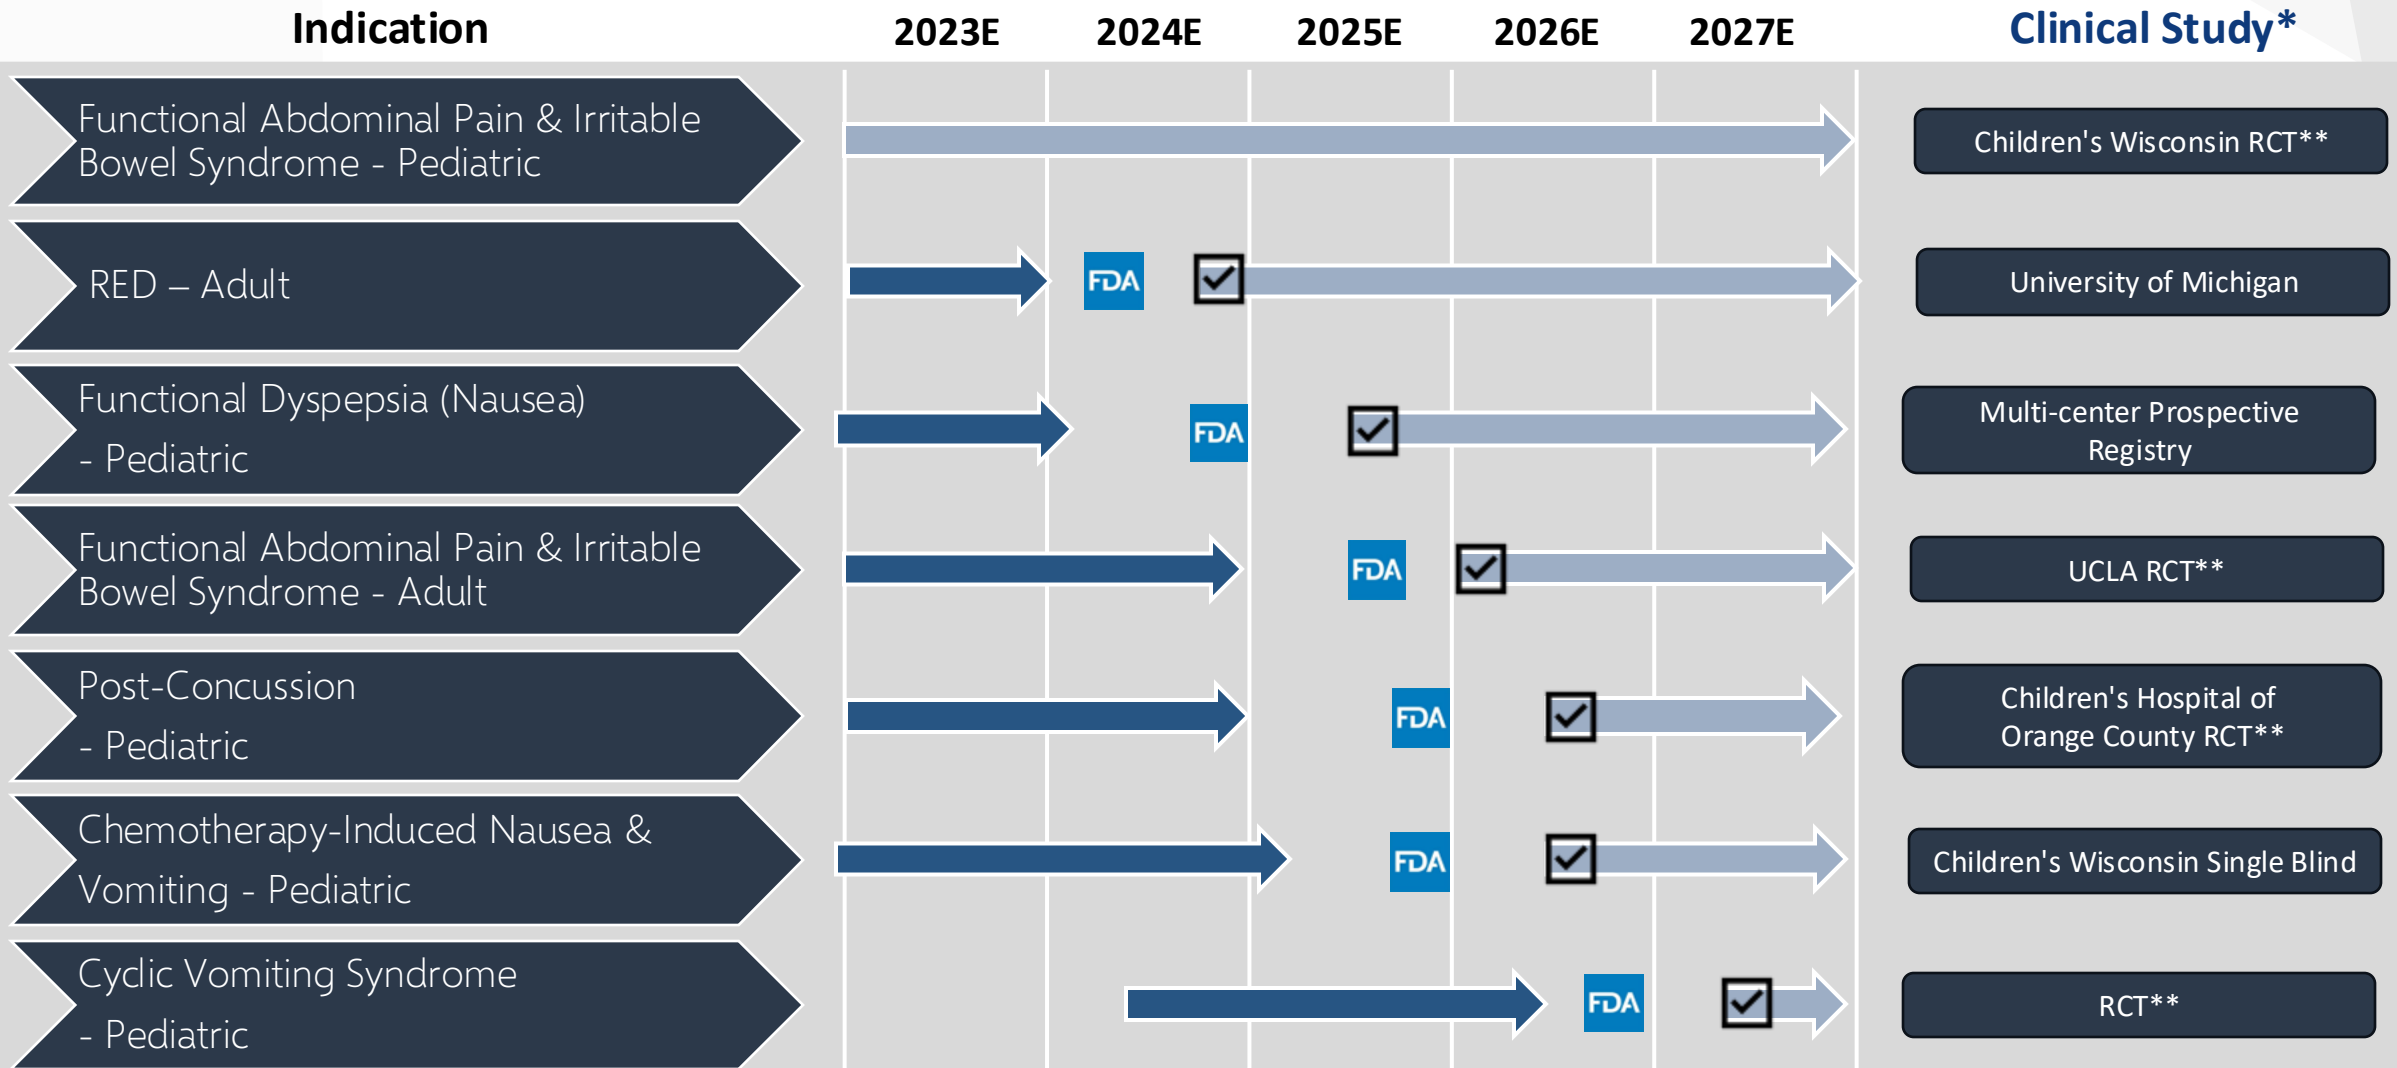 Indication 2023E 2024E 2025E 2026E 2027E Clinical Study*
Functional Abdominal Pain & Irritable
Bowel Syndrome - Pediatric
Children's Wisconsin RCT**
RED – Adult
FDA
University of Michigan
Functional Dyspepsia (Nausea)
- Pediatric
FDA
Multi-center Prospective
Registry
Functional Abdominal Pain & Irritable
Bowel Syndrome - Adult
FDA
UCLA RCT**
Post-Concussion
- Pediatric
FDA
Children's Hospital of
Orange County RCT**
Chemotherapy-Induced Nausea &
Vomiting - Pediatric
FDA
Children's Wisconsin Single Blind
Cyclic Vomiting Syndrome
- Pediatric
FDA
RCT**